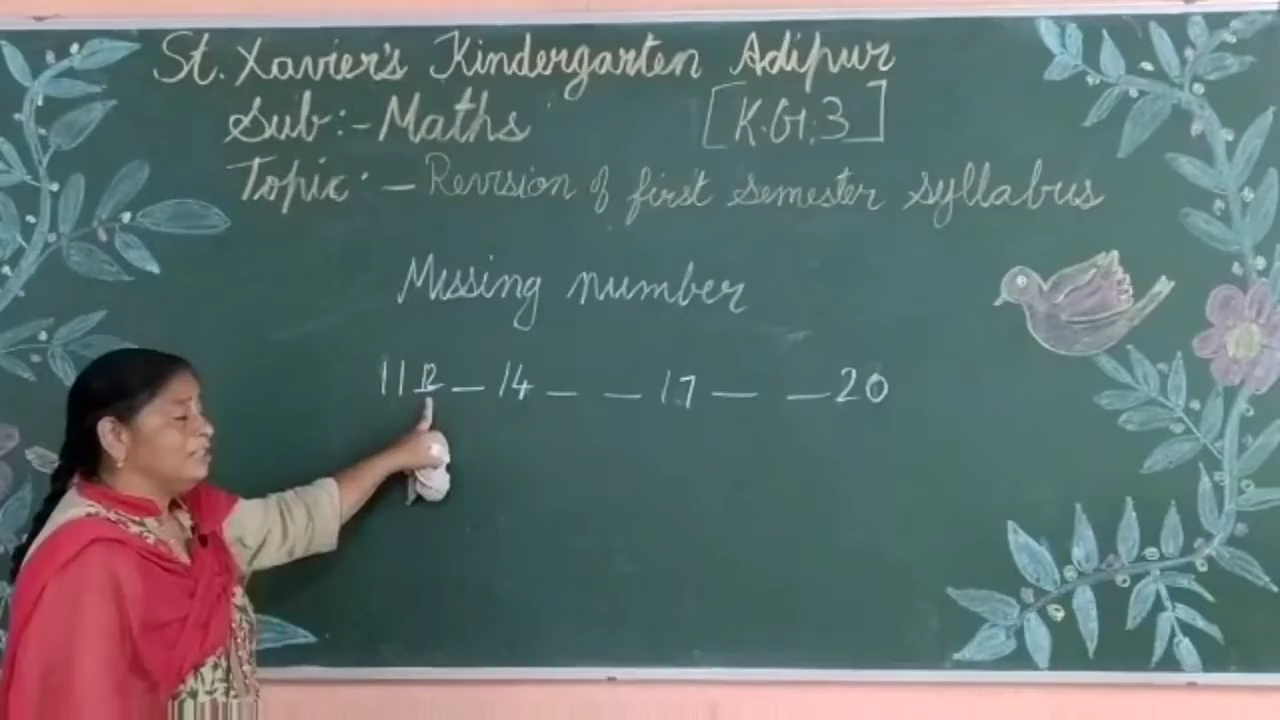 St. Xavier's Kindergarten Adipur
Sub:- Maths [K.G.3]
Topic:- Revision of first semester syllabus
Missing number
11 12 _ 14 _ _ 17 _ _ 20